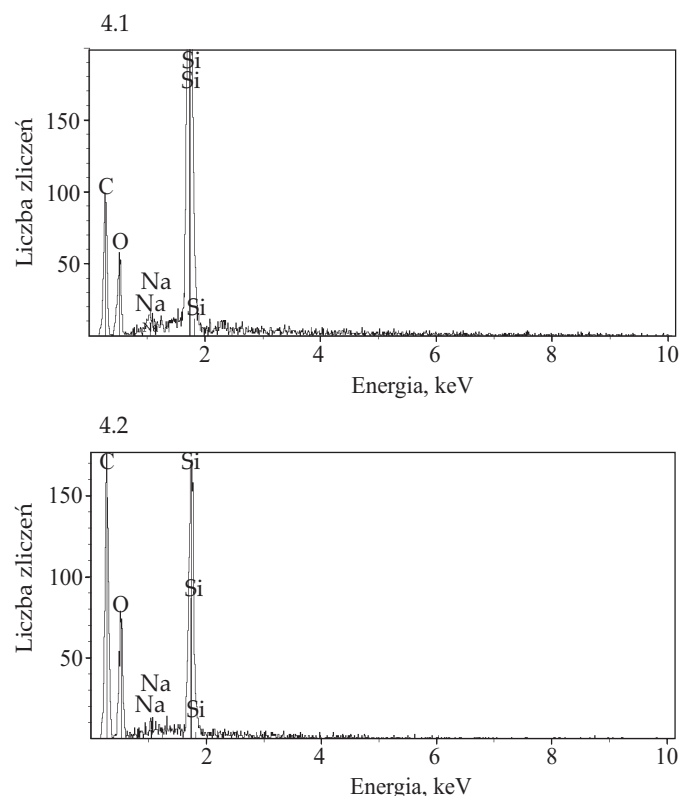 4.1
Si
Si
150
Liczba zliczeń
C
100
O
50
Na
Na
Si
2
4
6
8
10
Energia, keV
4.2
C
Si
150
Liczba zliczeń
100
Si
O
50
Na
Na
Si
2
4
6
8
10
Energia, keV